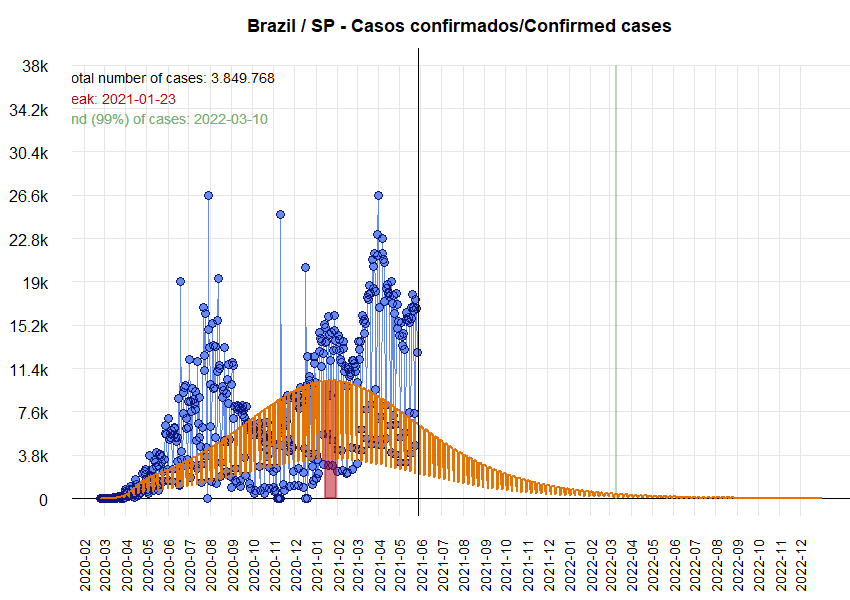 Brazil / SP - Casos confirmados/Confirmed cases
38k
otal number of cases: 3.849.768
eak: 2021-01-23
34.2k
nd (99%) of cases: 2022-03-10
30.4k
26.6k
22.8k
19k
15.2k
11.4k
7.6k
3.8k
0
2020-02
2020-03
2020-04
2020-05
2020-06
2020-07
2020-08
2020-09
2020-10
2020-11
2020-12
2021-01
2021-02
2021-03
2021-04
2021-05
2021-06
2021-07
2021-08
2021-09
2021-10
2021-11
2021-12
2022-01
2022-02
2022-03
2022-04
2022-05
2022-06
2022-07
2022-08
2022-09
2022-10
2022-11
2022-12